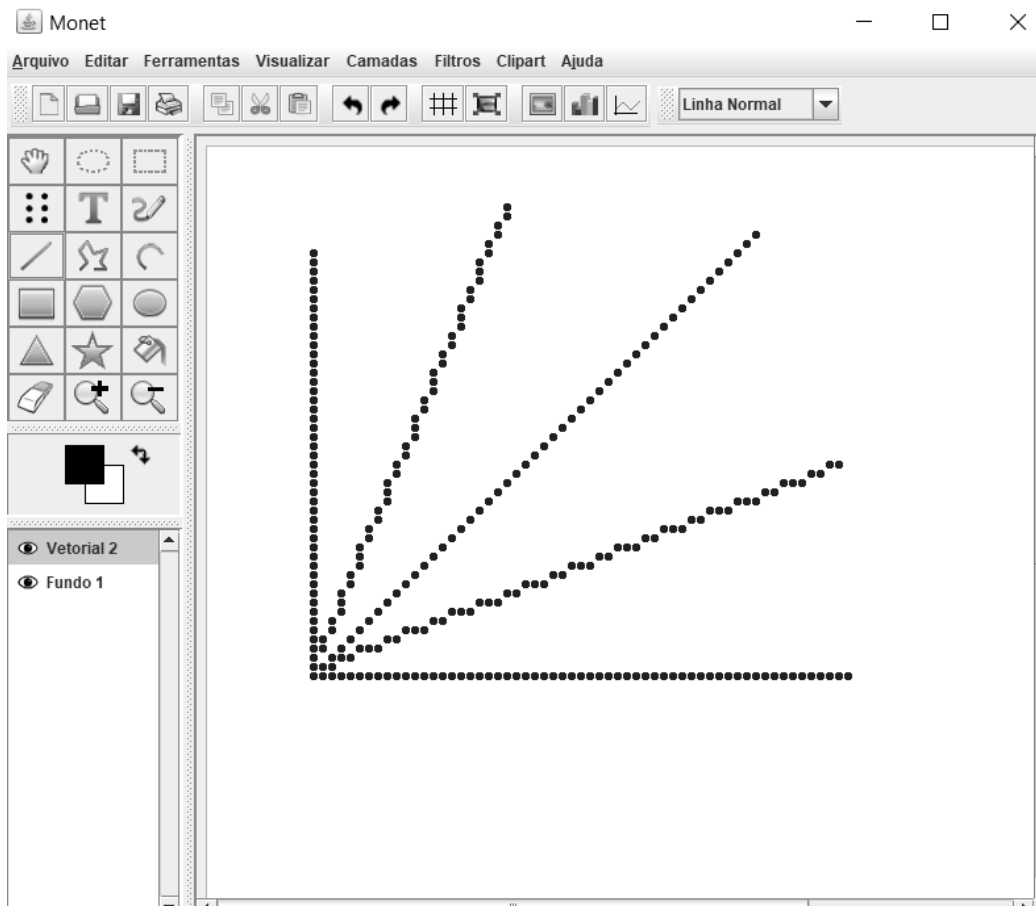 Monet
Arquivo Editar Ferramentas Visualizar Camadas Filtros Clipart Ajuda
Linha Normal
T
Vetorial 2
Fundo 1